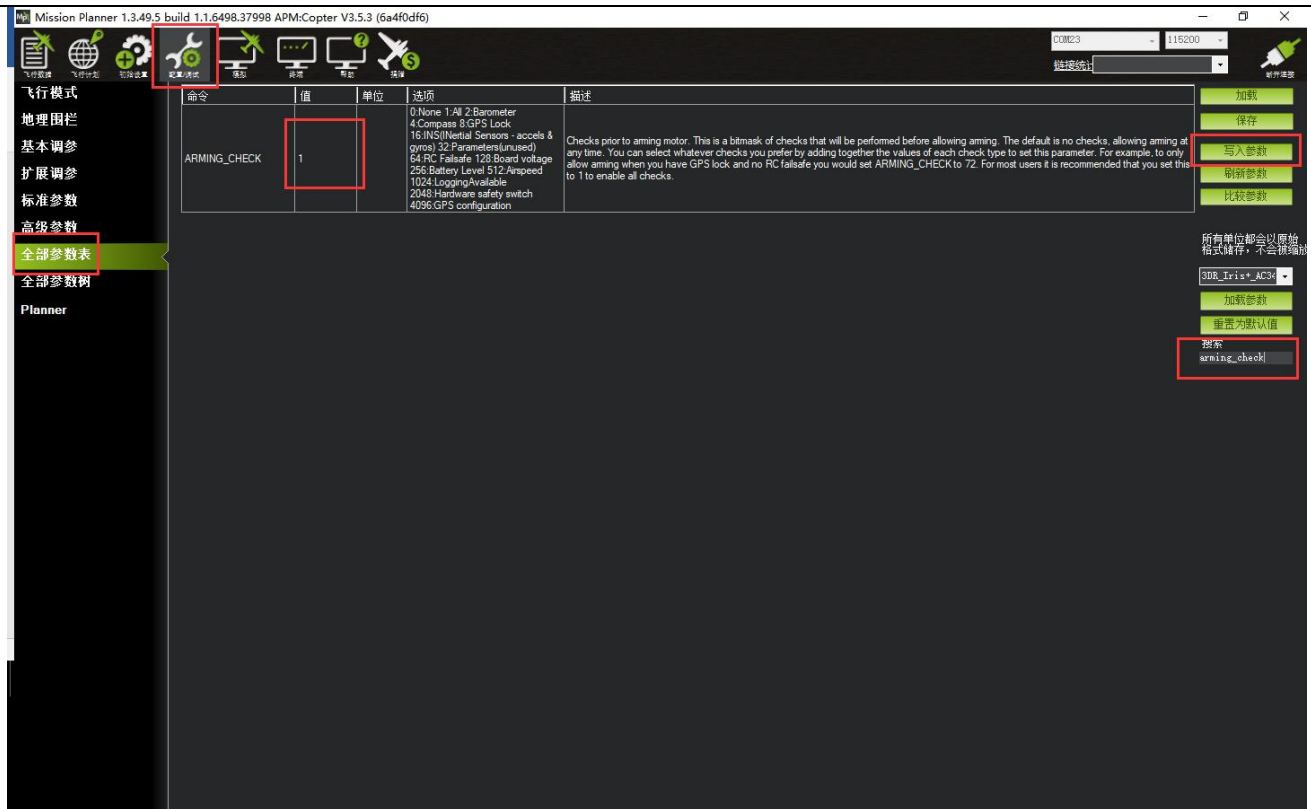 Mission Planner 1.3.49.5 build 1.1.6498.37998 APM:Copter V3.5.3 (6a4f0df6)
飞行数据
飞行计划
初始设置
配置/调试
模拟
终端
帮助
捐赠
COM23
115200
链接统计
断开连接
飞行模式
地理围栏
基本调参
扩展调参
标准参数
高级参数
全部参数表
全部参数树
Planner
命令
值
单位
选项
描述
ARMING_CHECK
1
0:None 1:All 2:Barometer
4:Compass 8:GPS Lock
16:INS(INertial Sensors - accels &
gyros) 32:Parameters(unused)
64:RC Failsafe 128:Board voltage
256:Battery Level 512:Airspeed
1024:LoggingAvailable
2048:Hardware safety switch
4096:GPS configuration
Checks prior to arming motor. This is a bitmask of checks that will be performed before allowing arming. The default is no checks, allowing arming at
any time. You can select whatever checks you prefer by adding together the values of each check type to set this parameter. For example, to only
allow arming when you have GPS lock and no RC failsafe you would set ARMING_CHECK to 72. For most users it is recommended that you set this
to 1 to enable all checks.
加载
保存
写入参数
刷新参数
比较参数
所有单位都会以原始
格式储存，不会被缩放
3DR_Iris+_AC34
加载参数
重置为默认值
搜索
arming_check